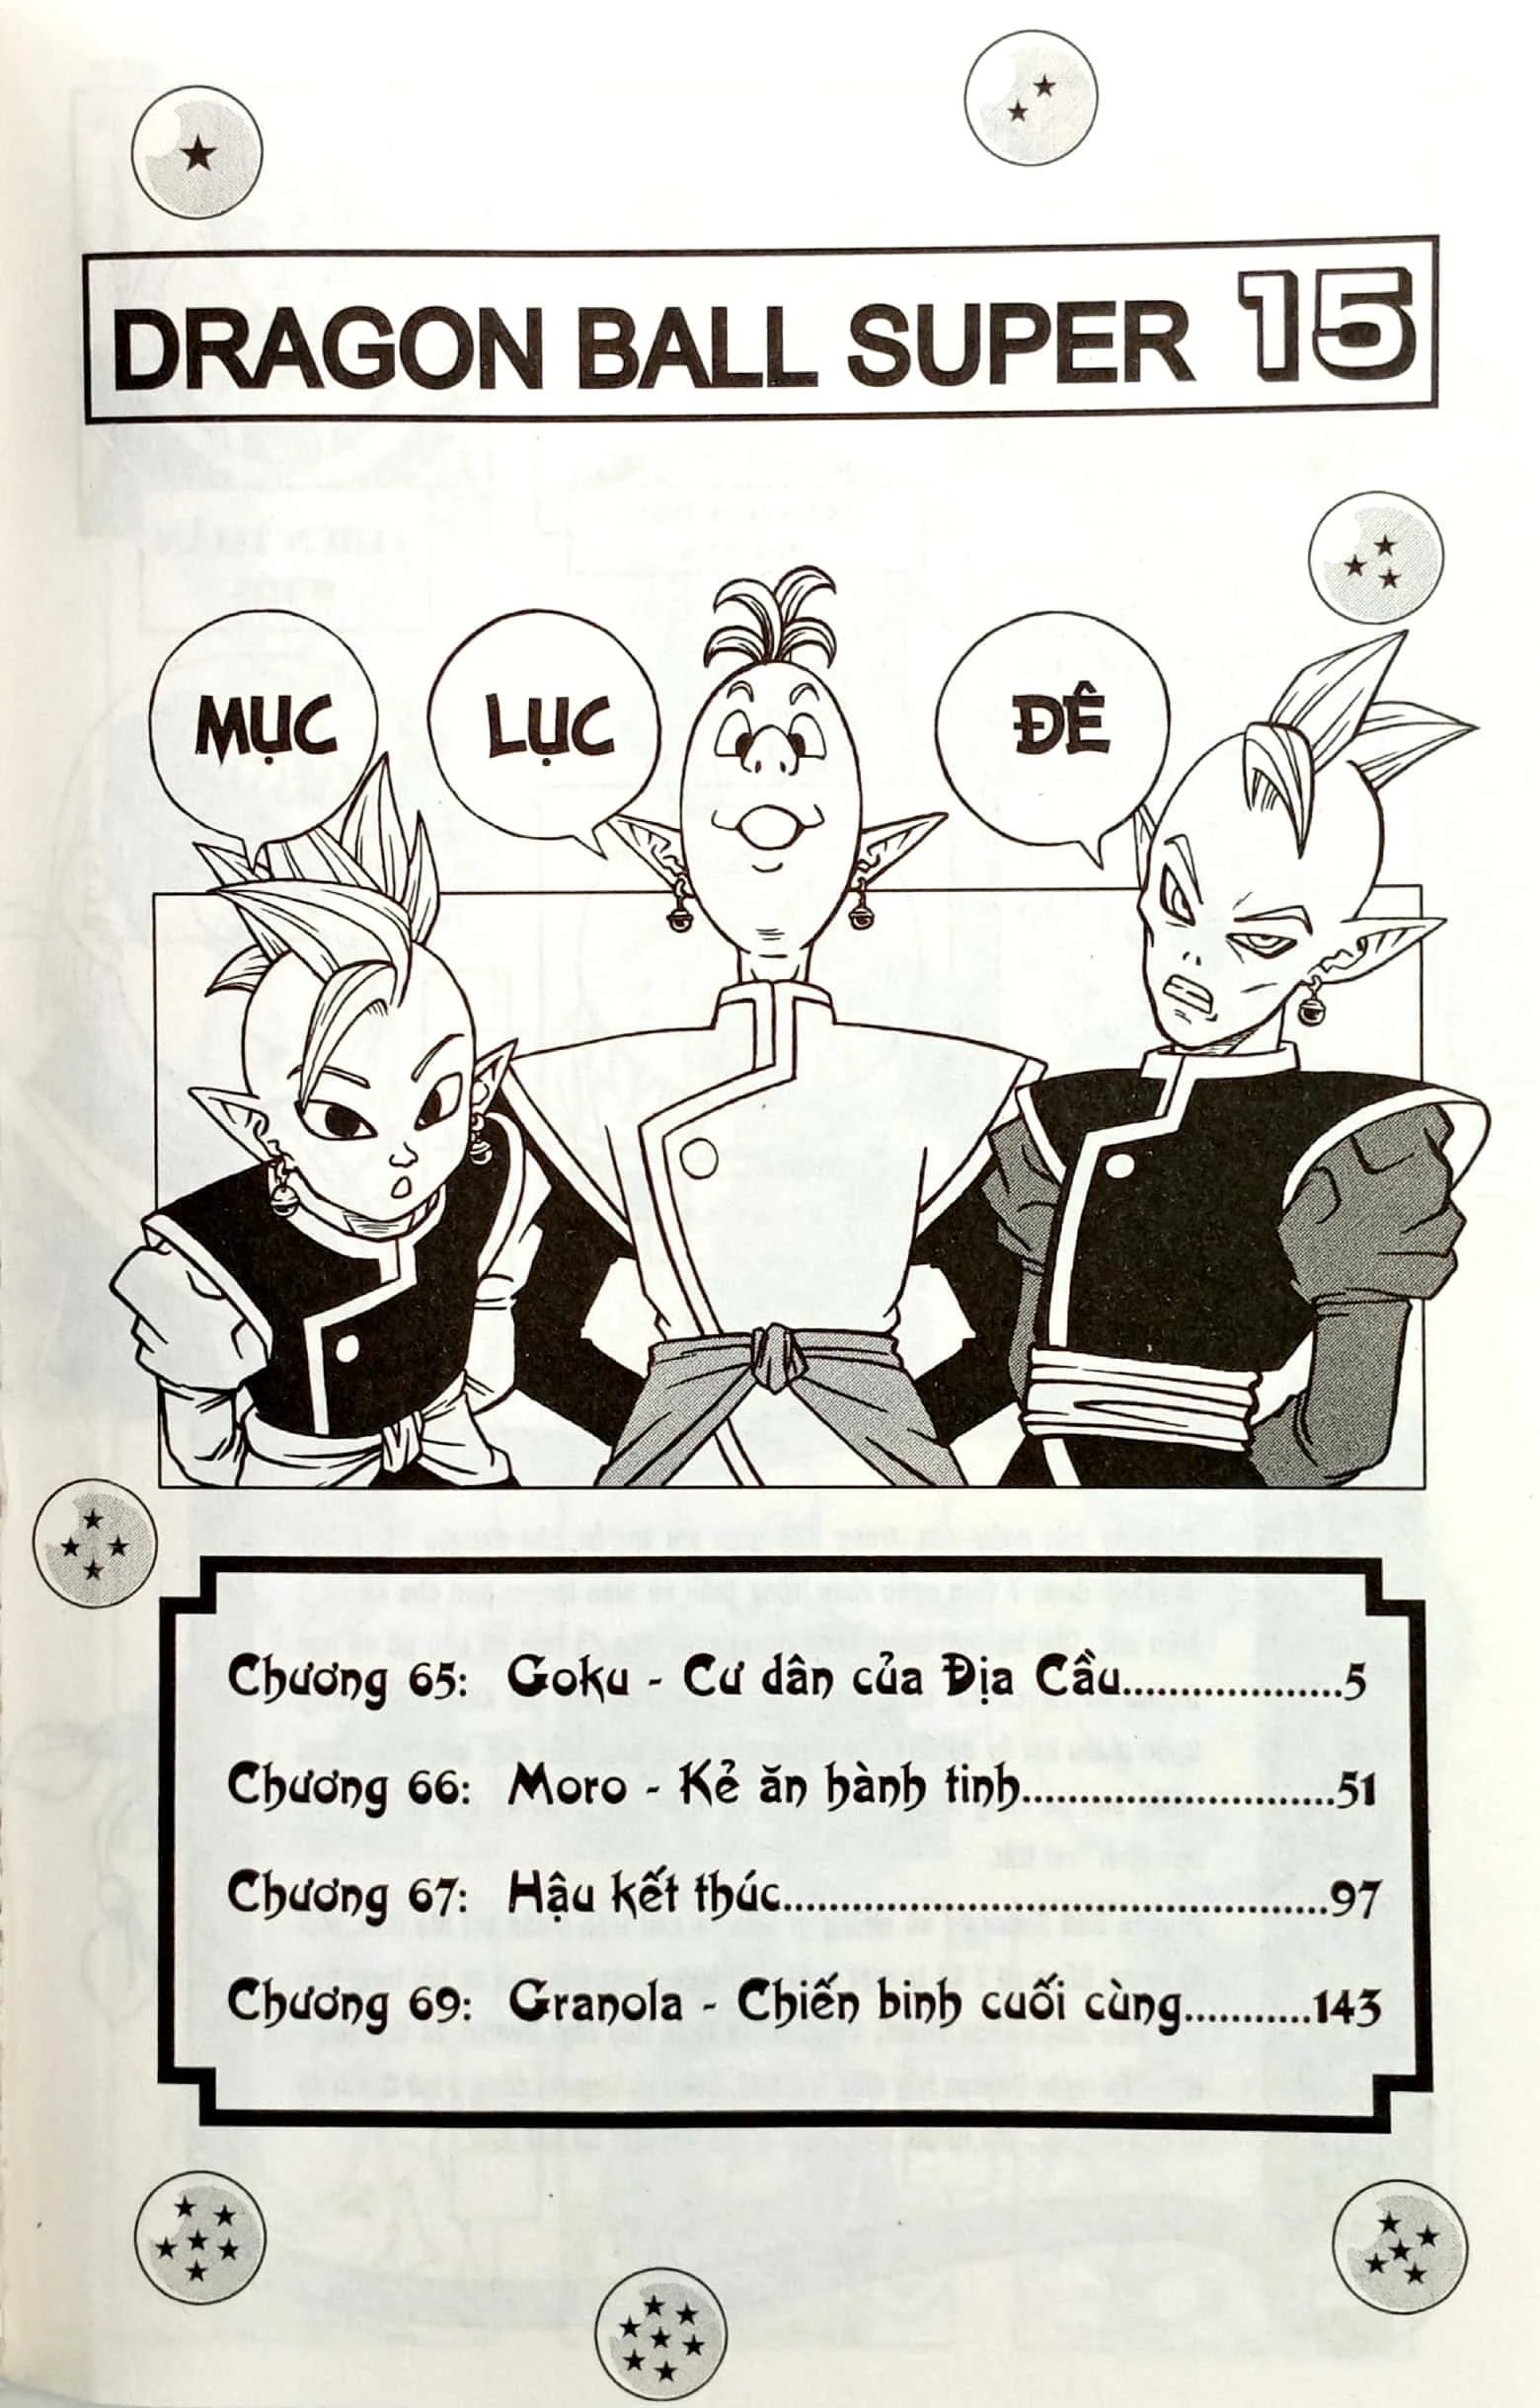 DRAGON BALL SUPER 15
MỤC
LỤC
ĐÊ
Chương 65: Goku - Cư dân của Địa Cầu...................5
Chương 66: Moro - Kẻ ăn hành tinh...........................51
Chương 67: Hậu kết thúc...............................................97
Chương 69: Granola - Chiến binh cuối cùng...........143